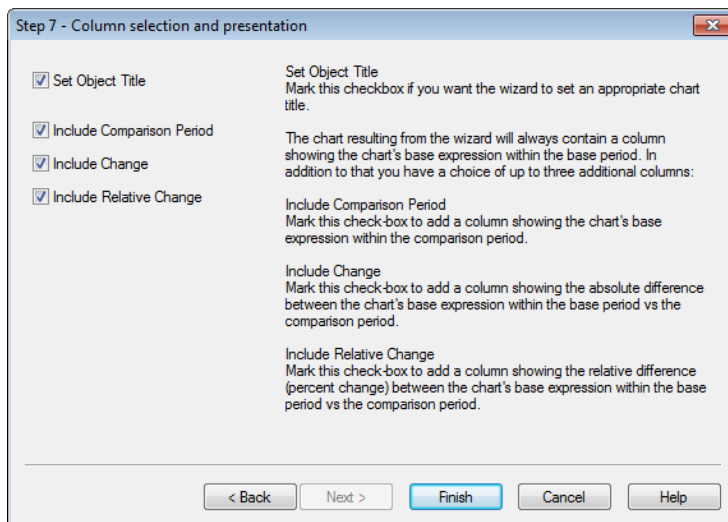 Step 7 - Column selection and presentation
Set Object Title
Include Comparison Period
Include Change
Include Relative Change
Set Object Title
Mark this checkbox if you want the wizard to set an appropriate chart
title.
The chart resulting from the wizard will always contain a column
showing the chart's base expression within the base period. In
addition to that you have a choice of up to three additional columns:
Include Comparison Period
Mark this check-box to add a column showing the chart's base
expression within the comparison period.
Include Change
Mark this check-box to add a column showing the absolute difference
between the chart's base expression within the base period vs the
comparison period.
Include Relative Change
Mark this check-box to add a column showing the relative difference
(percent change) between the chart's base expression within the base
period vs the comparison period.
< Back
Next >
Finish
Cancel
Help